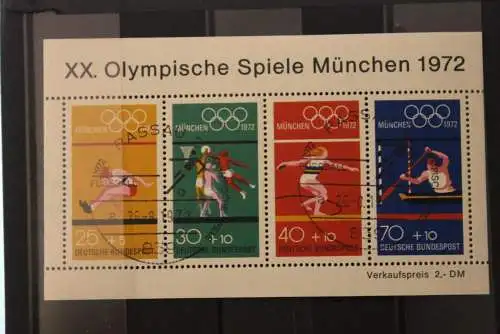 XX. Olympische Spiele München 1972
MÜNCHEN 1972
25 + 5
DEUTSCHE BUNDESPOST
MÜNCHEN 1972
30 + 10
DEUTSCHE BUNDESPOST
MÜNCHEN 1972
40 + 10
DEUTSCHE BUNDESPOST
MÜNCHEN 1972
70 + 10
DEUTSCHE BUNDESPOST
PASSAU
Verkaufspreis 2,- DM